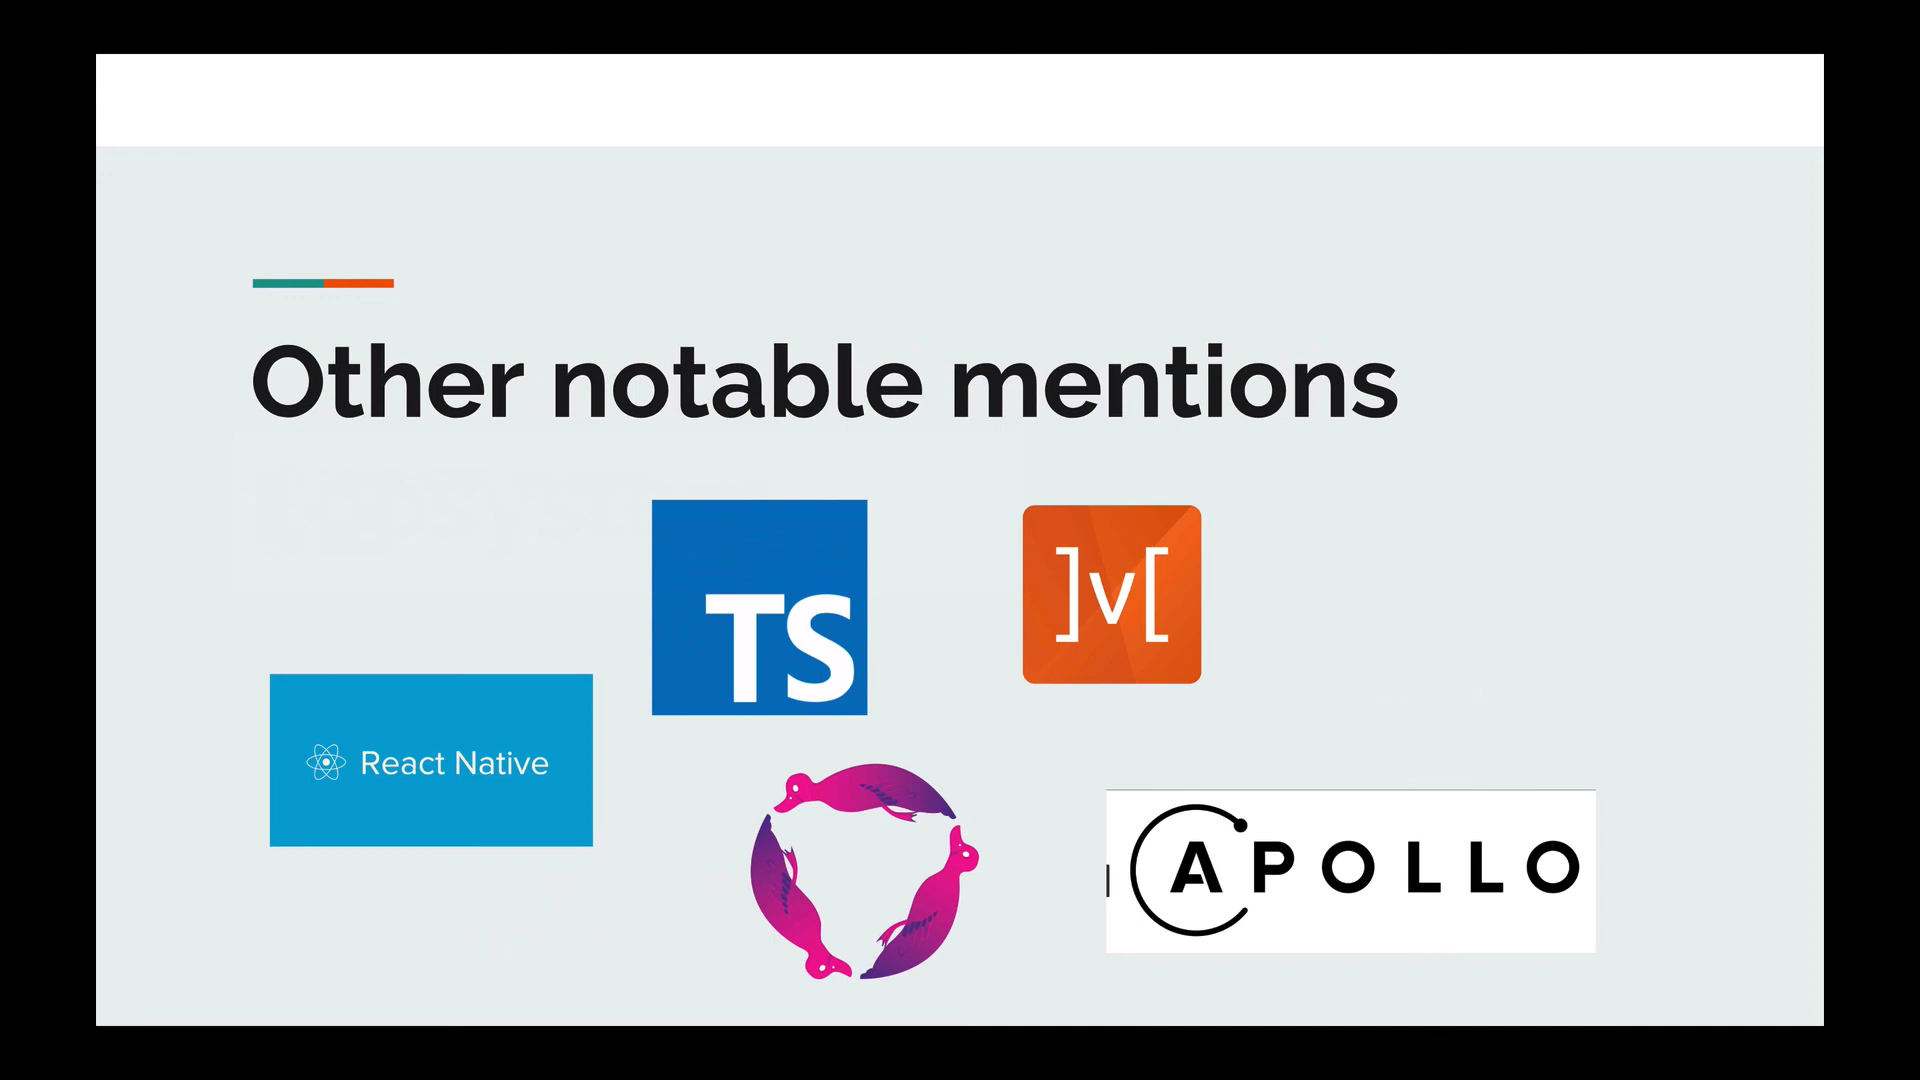 Other notable mentions
TS
]v[
React Native
APOLLO